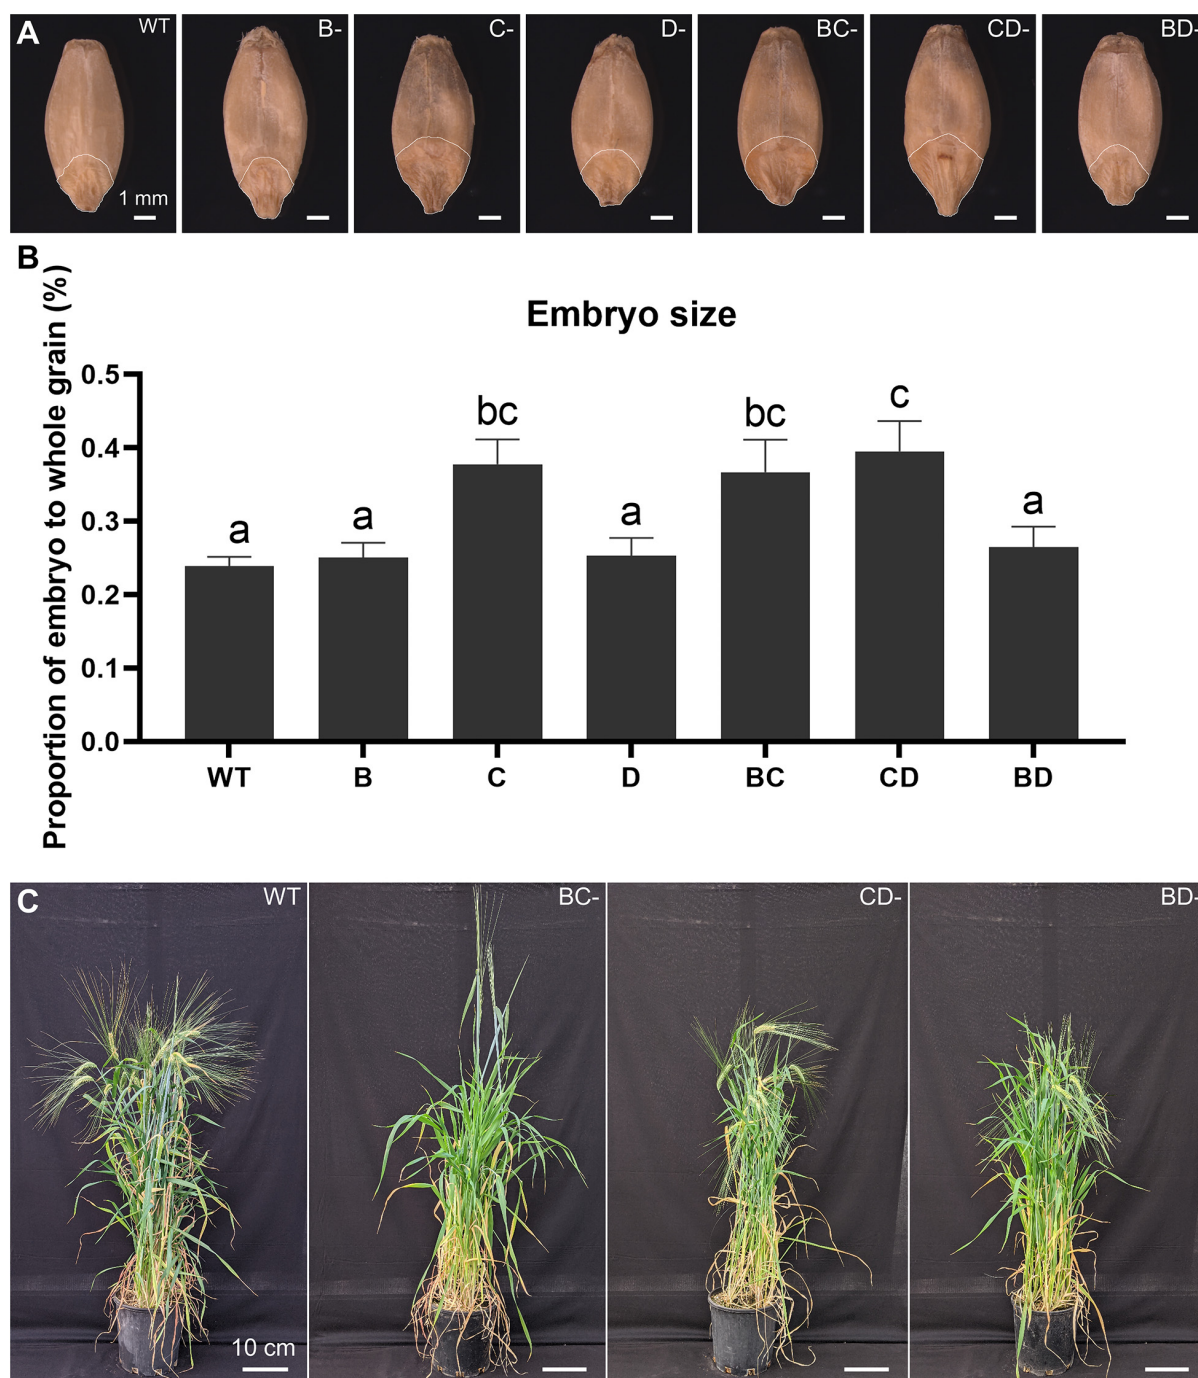 A
WT
B-
C-
D-
BC-
CD-
BD-
1 mm
B
Embryo size
Proportion of embryo to whole grain (%)
0.5
0.4
0.3
0.2
0.1
0.0
a
a
bc
a
bc
c
a
WT
B
C
D
BC
CD
BD
C
WT
BC-
CD-
BD-
10 cm